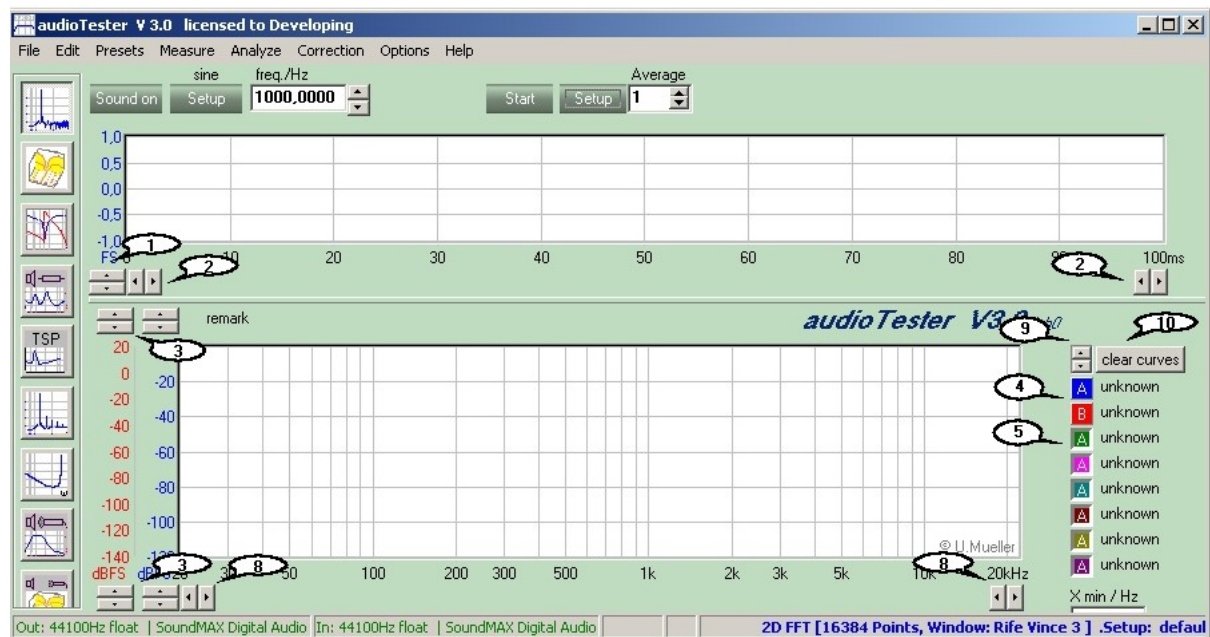 audioTester V 3.0 licensed to Developing
File Edit Presets Measure Analyze Correction Options Help
sine freq./Hz Average
Sound on Setup 1000,0000 Start Setup 1
1,0
0,5
0,0
-0,5
-1,0
1
FS 0 10 20 30 40 50 60 70 80 100ms
2 2
remark audioTester V3.0
9 10
TSP
3
20
0 -20
-20
-40 -40
-60 -60
-80 -80
-100
-120 -100
-140
clear curves
4
A unknown
B unknown
5
A unknown
A unknown
A unknown
A unknown
A unknown
A unknown
© U.Mueller
3 8 8
dBFS 50 100 200 300 500 1k 2k 3k 5k 10k 20kHz
X min / Hz
Out: 44100Hz float | SoundMAX Digital Audio In: 44100Hz float | SoundMAX Digital Audio 2D FFT [16384 Points, Window: Rife Vince 3 ] .Setup: defaul